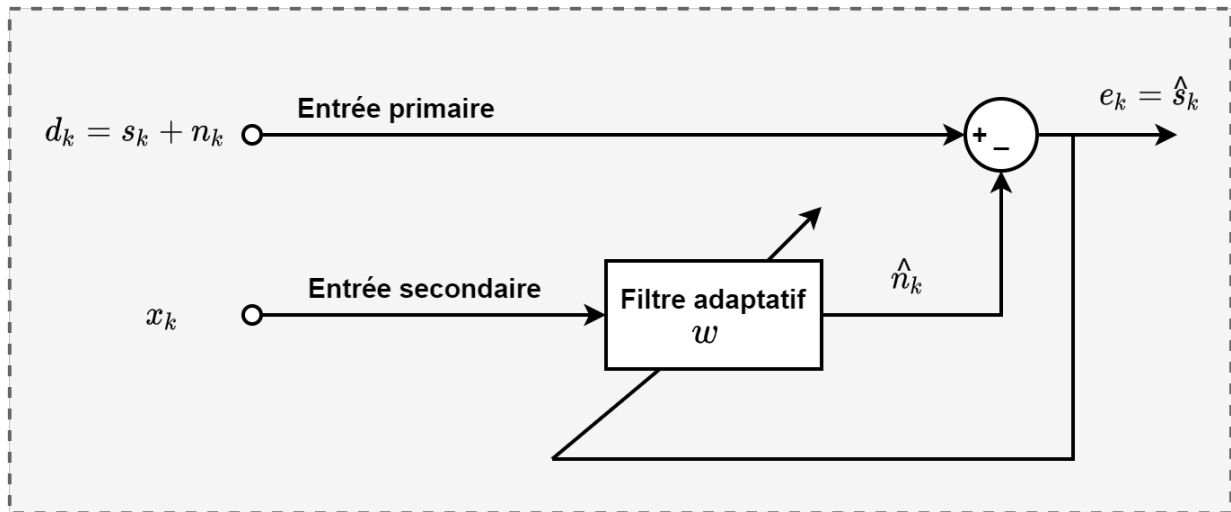 Entrée primaire
d_k = s_k + n_k
e_k = ŝ_k
+
−
Entrée secondaire
x_k
Filtre adaptatif
w
n̂_k